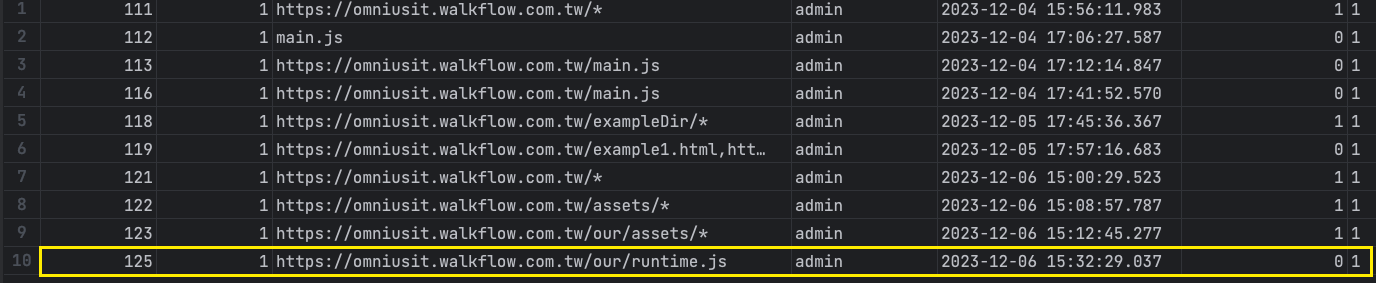 1 111 1 https://omniusit.walkflow.com.tw/* admin 2023-12-04 15:56:11.983 1 1
2 112 1 main.js admin 2023-12-04 17:06:27.587 0 1
3 113 1 https://omniusit.walkflow.com.tw/main.js admin 2023-12-04 17:12:14.847 0 1
4 116 1 https://omniusit.walkflow.com.tw/main.js admin 2023-12-04 17:41:52.570 0 1
5 118 1 https://omniusit.walkflow.com.tw/exampleDir/* admin 2023-12-05 17:45:36.367 1 1
6 119 1 https://omniusit.walkflow.com.tw/example1.html,htt… admin 2023-12-05 17:57:16.683 0 1
7 121 1 https://omniusit.walkflow.com.tw/* admin 2023-12-06 15:00:29.523 1 1
8 122 1 https://omniusit.walkflow.com.tw/assets/* admin 2023-12-06 15:08:57.787 1 1
9 123 1 https://omniusit.walkflow.com.tw/our/assets/* admin 2023-12-06 15:12:45.277 1 1
10 125 1 https://omniusit.walkflow.com.tw/our/runtime.js admin 2023-12-06 15:32:29.037 0 1